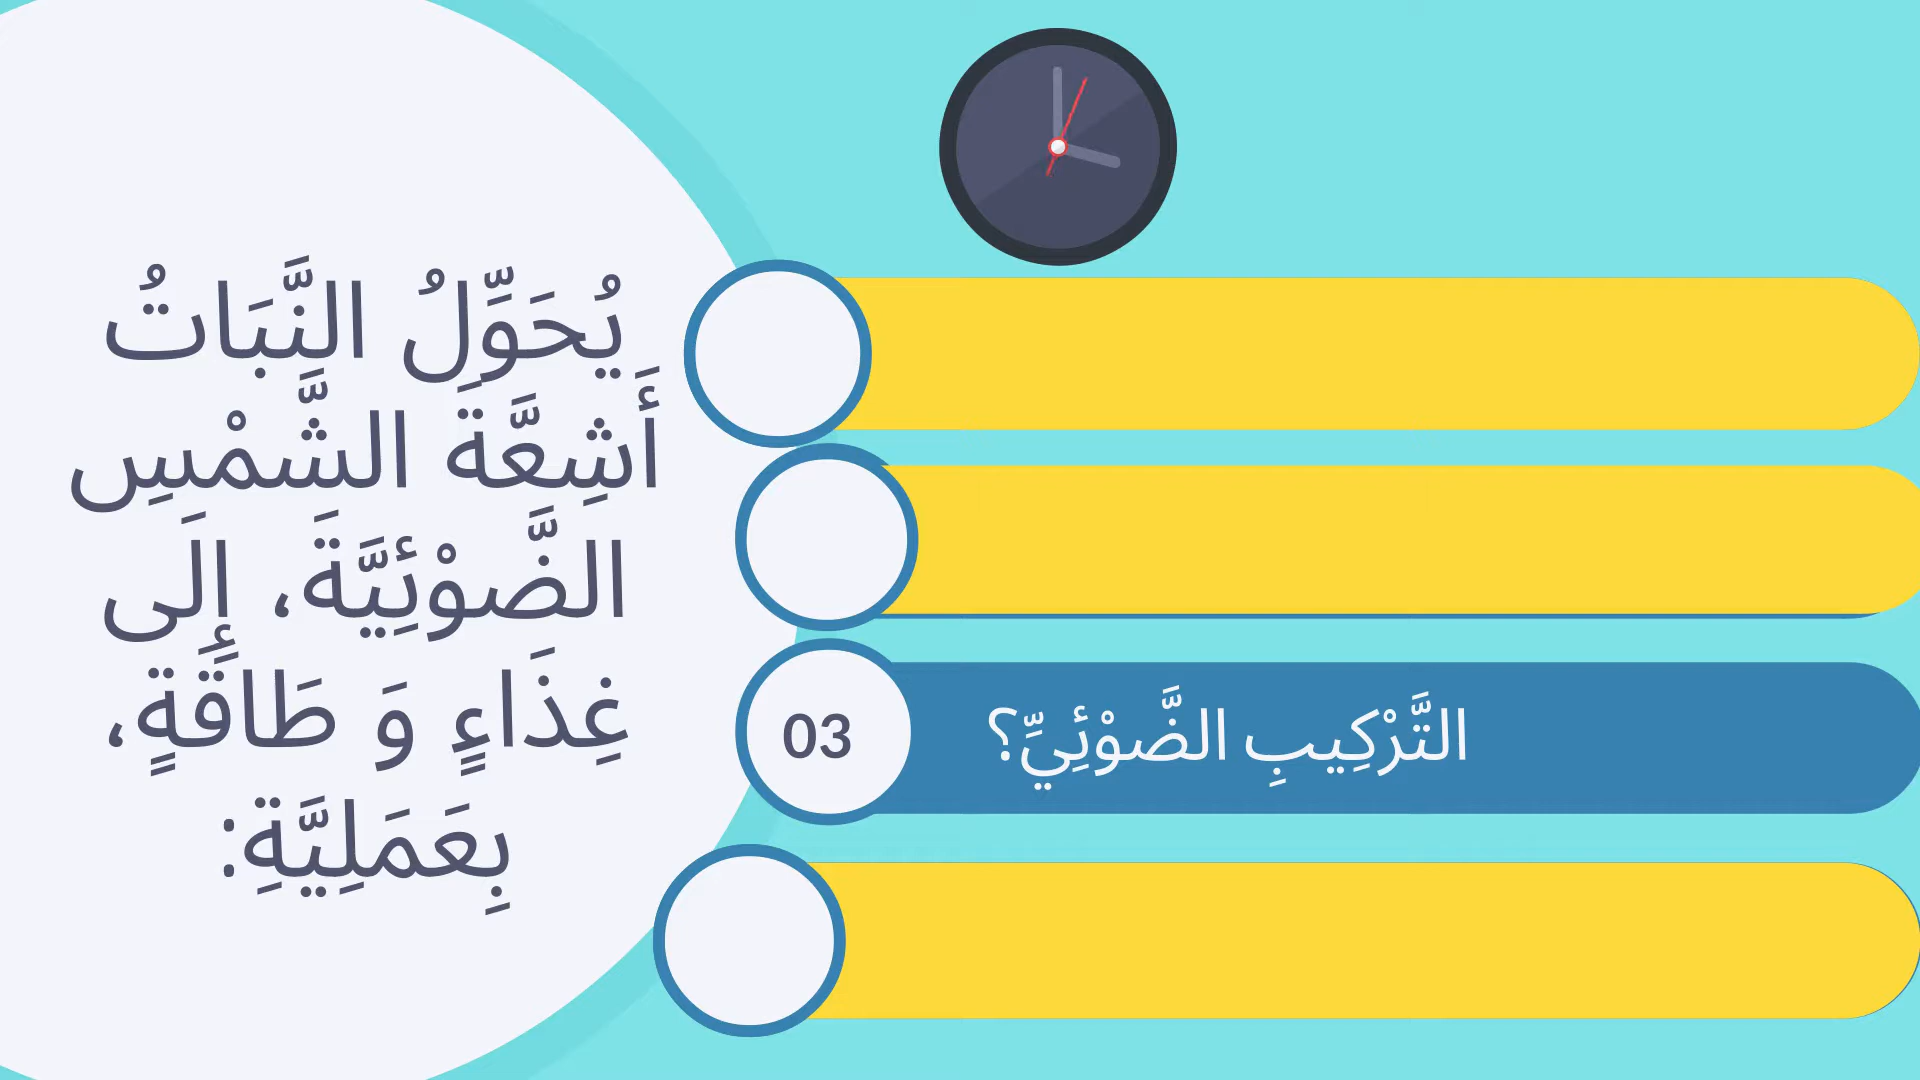 يُحَوِّلُ النَّبَاتُ
أَشِعَّةَ الشَّمْسِ
الضَّوْئِيَّةَ، إِلَى
غِذَاءٍ وَ طَاقَةٍ،
بِعَمَلِيَّةِ:
03
التَّرْكِيبِ الضَّوْئِيِّ؟